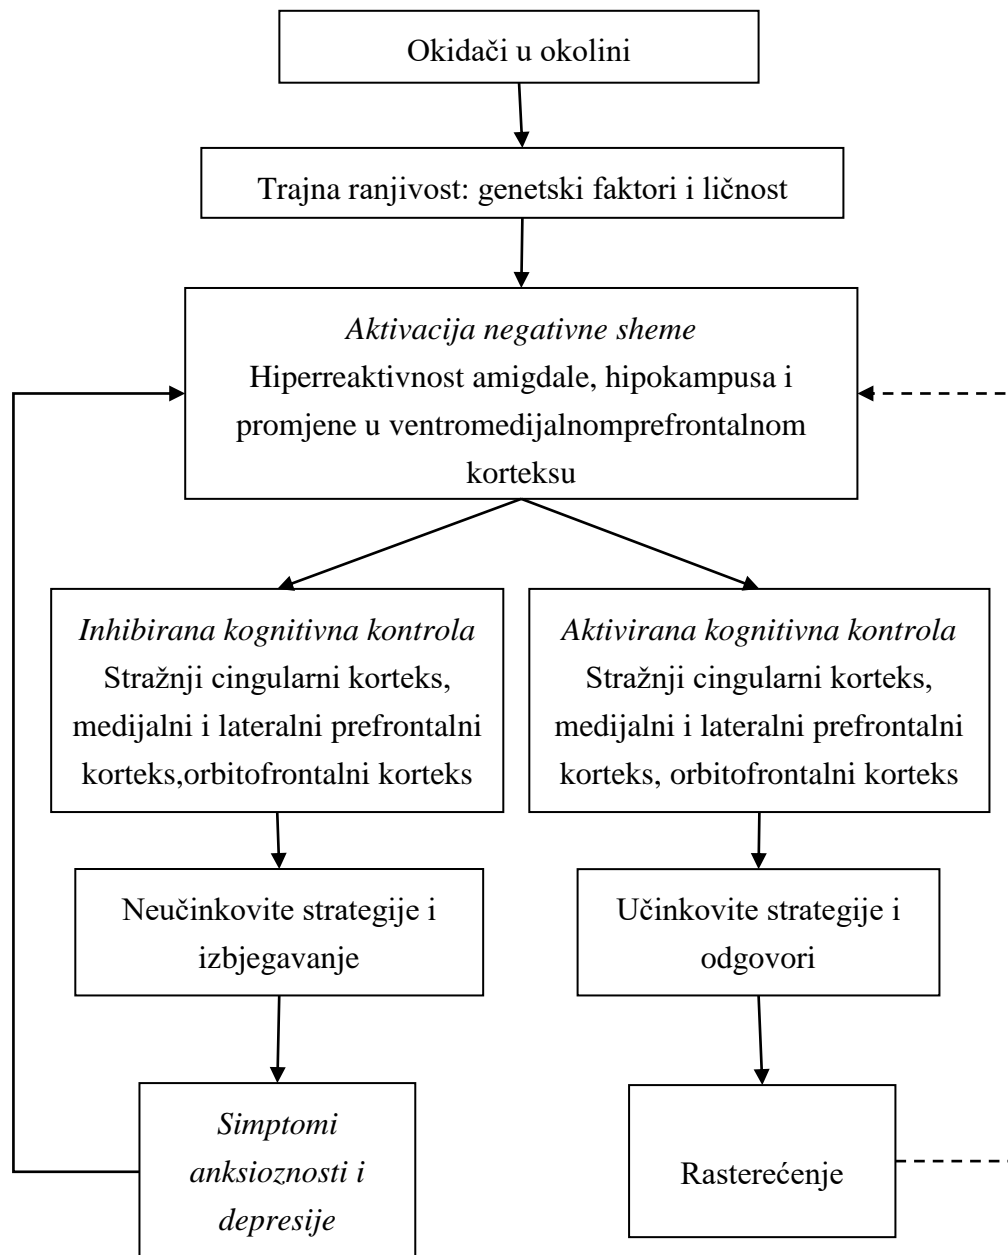 Okidači u okolini
Trajna ranjivost: genetski faktori i ličnost
Aktivacija negativne sheme
Hiperreaktivnost amigdale, hipokampusa i
promjene u ventromedijalnomprefrontalnom
korteksu
Inhibirana kognitivna kontrola
Stražnji cingularni korteks,
medijalni i lateralni prefrontalni
korteks,orbitofrontalni korteks
Aktivirana kognitivna kontrola
Stražnji cingularni korteks,
medijalni i lateralni prefrontalni
korteks, orbitofrontalni korteks
Neučinkovite strategije i
izbjegavanje
Učinkovite strategije i
odgovori
Simptomi
anksioznosti i
depresije
Rasterećenje